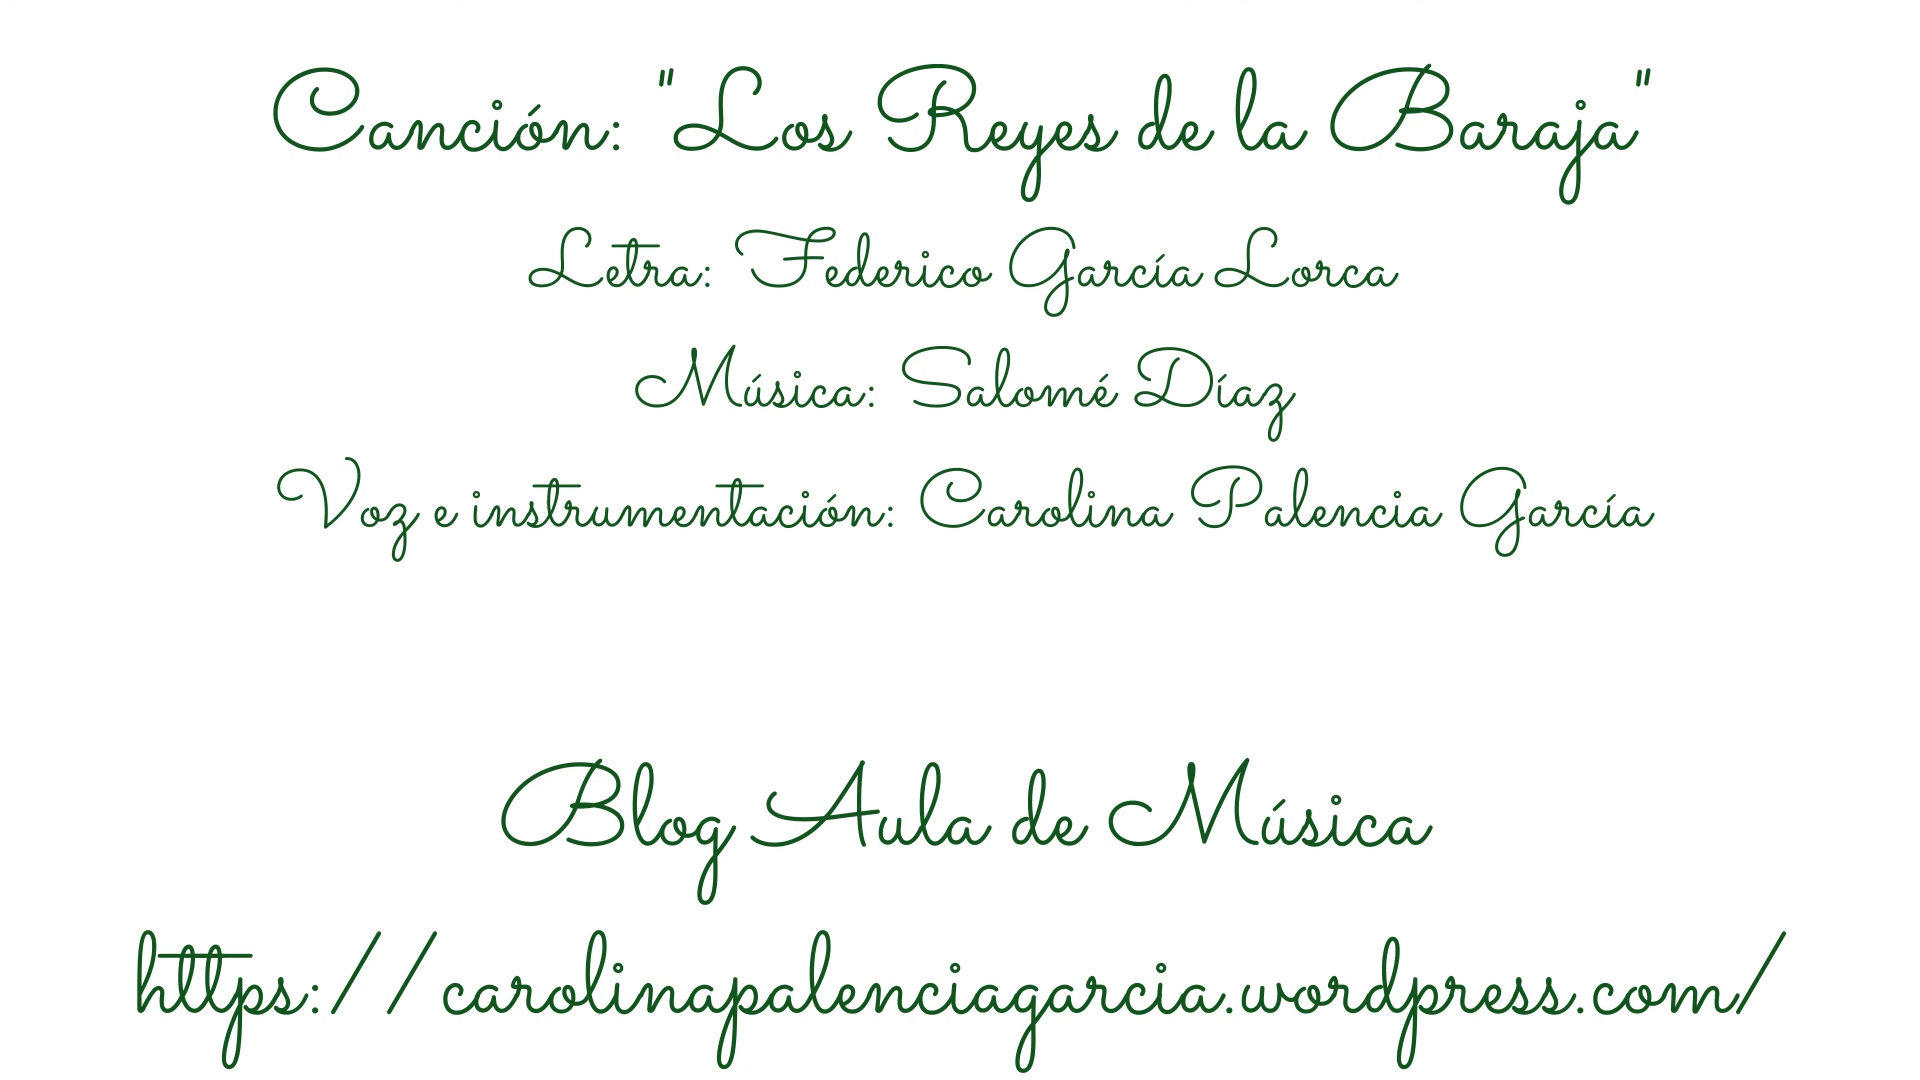 Canción: "Los Reyes de la Baraja"
Letra: Federico García Lorca
Música: Salomé Díaz
Voz e instrumentación: Carolina Palencia García
Blog Aula de Música
https://carolinapalenciagarcia.wordpress.com/